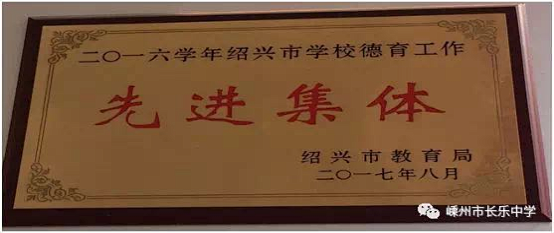 二〇一六学年绍兴市学校德育工作
先进集体
绍兴市教育局
二〇一七年八月
嵊州市长乐中学